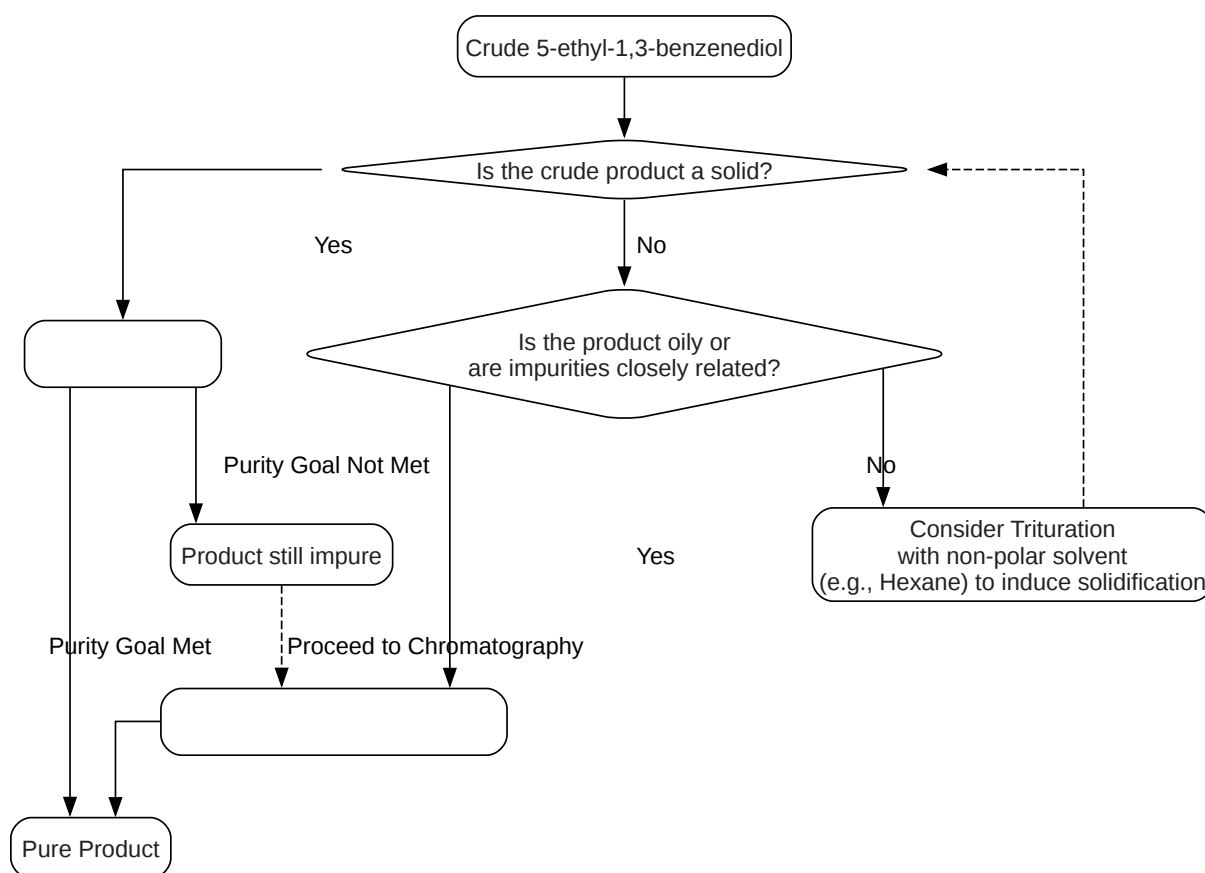 Crude 5-ethyl-1,3-benzenediol
Is the crude product a solid?
Yes
No
Is the product oily or
are impurities closely related?
Purity Goal Not Met
No
Product still impure
Yes
Consider Trituration
with non-polar solvent
(e.g., Hexane) to induce solidification
Purity Goal Met
Proceed to Chromatography
Pure Product